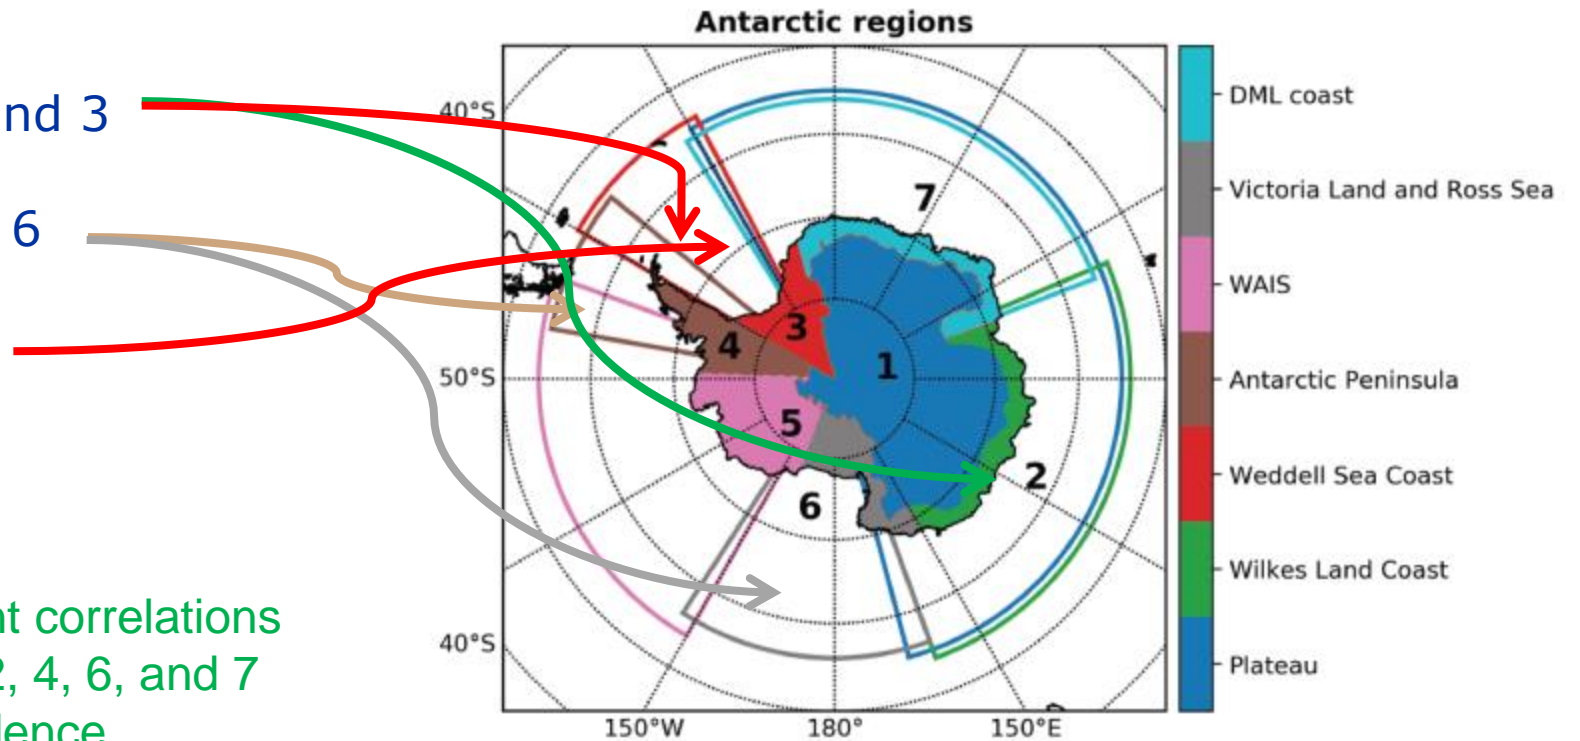 Antarctic regions
nd 3
6
nt correlations
2, 4, 6, and 7
dence
40°S
50°S
40°S
150°W
180°
150°E
7
3
4
1
5
2
6
DML coast
Victoria Land and Ross Sea
WAIS
Antarctic Peninsula
Weddell Sea Coast
Wilkes Land Coast
Plateau